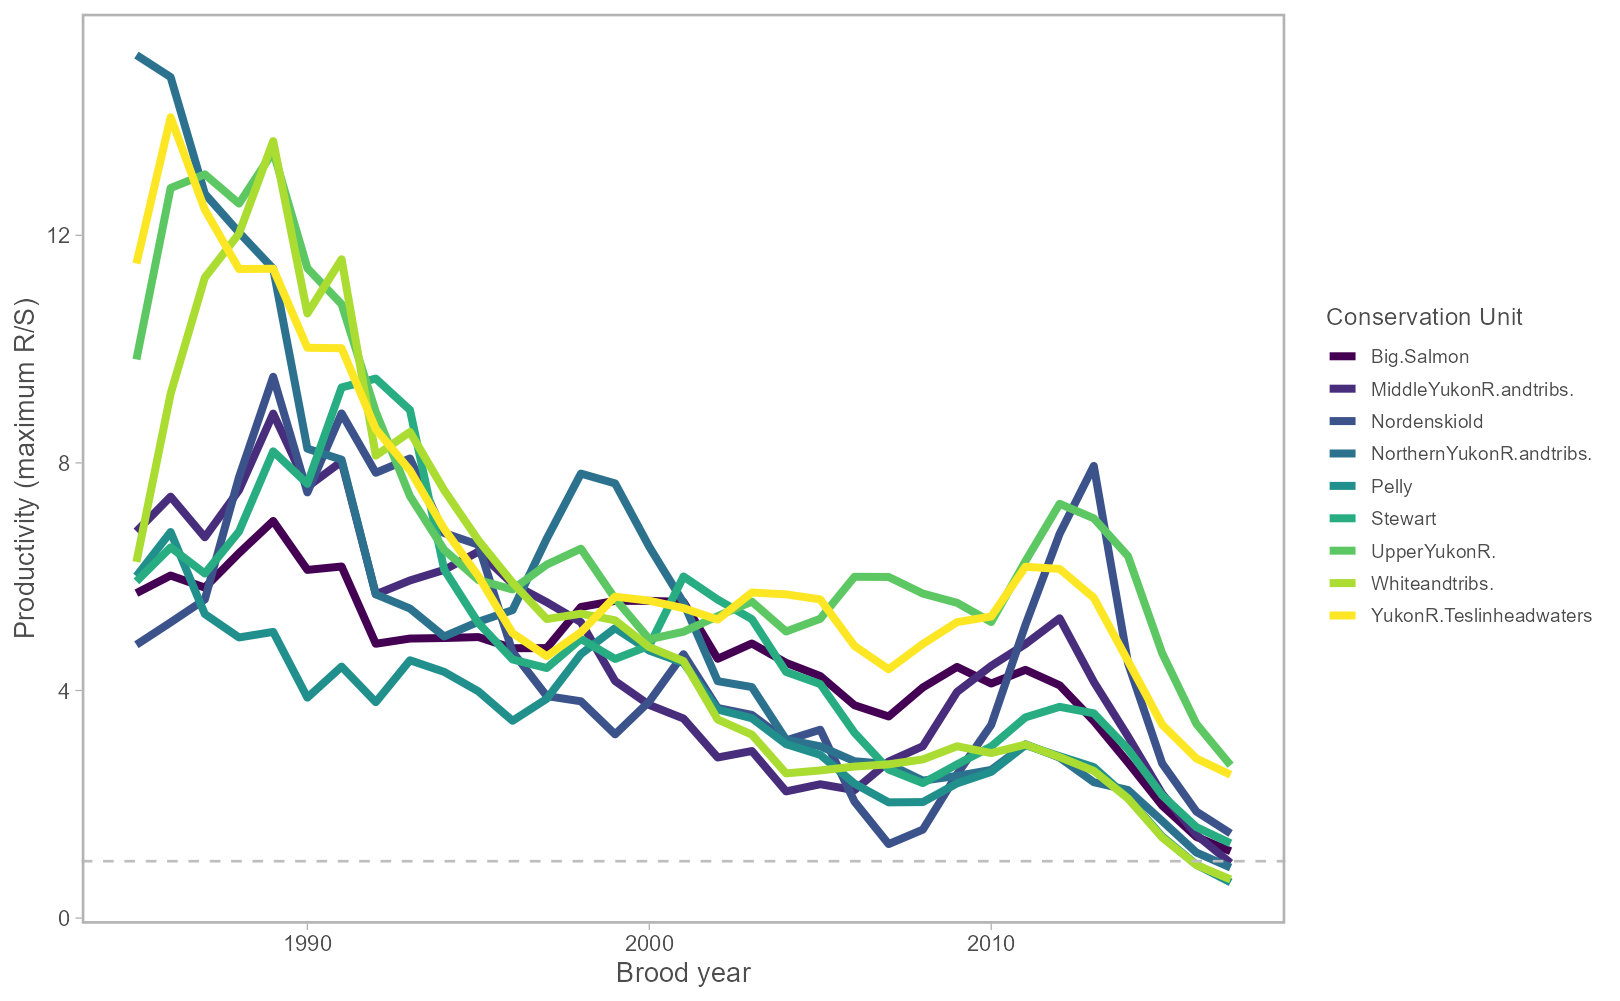 Productivity (maximum R/S)
12
8
4
0
1990
2000
2010
Brood year
Conservation Unit
Big.Salmon
MiddleYukonR.andtribs.
Nordenskiold
NorthernYukonR.andtribs.
Pelly
Stewart
UpperYukonR.
Whiteandtribs.
YukonR.Teslinheadwaters